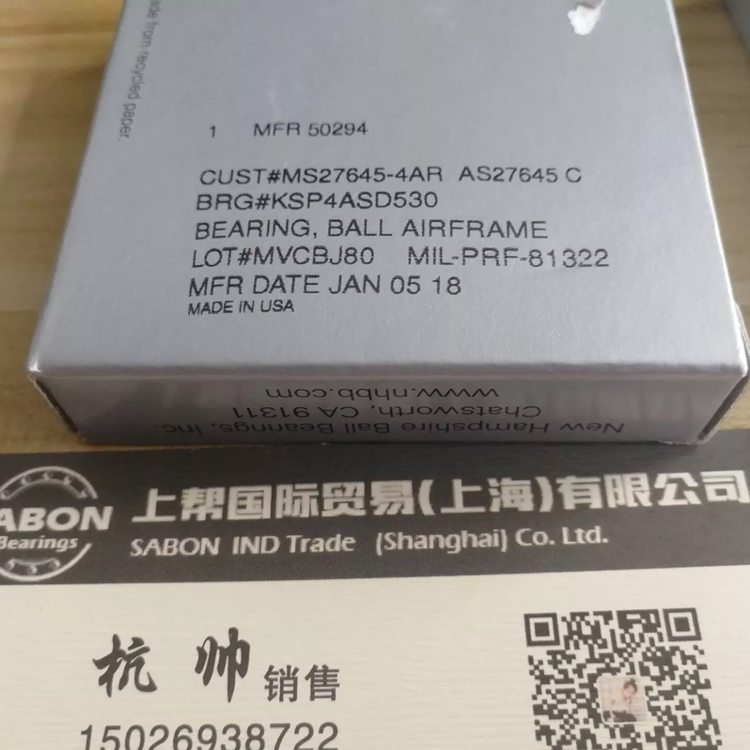 made from recycled paper.
1 MFR 50294
CUST#MS27645-4AR AS27645 C
BRG#KSP4ASD530
BEARING, BALL AIRFRAME
LOT#MVCBJ80 MIL-PRF-81322
MFR DATE JAN 05 18
MADE IN USA
New Hampshire Ball Bearings, Inc.
Chatsworth, CA 91311
www.nhbb.com
SABON
Bearings
上帮国际贸易(上海)有限公司
SABON IND Trade (Shanghai) Co. Ltd.
杭帅 销售
15026938722